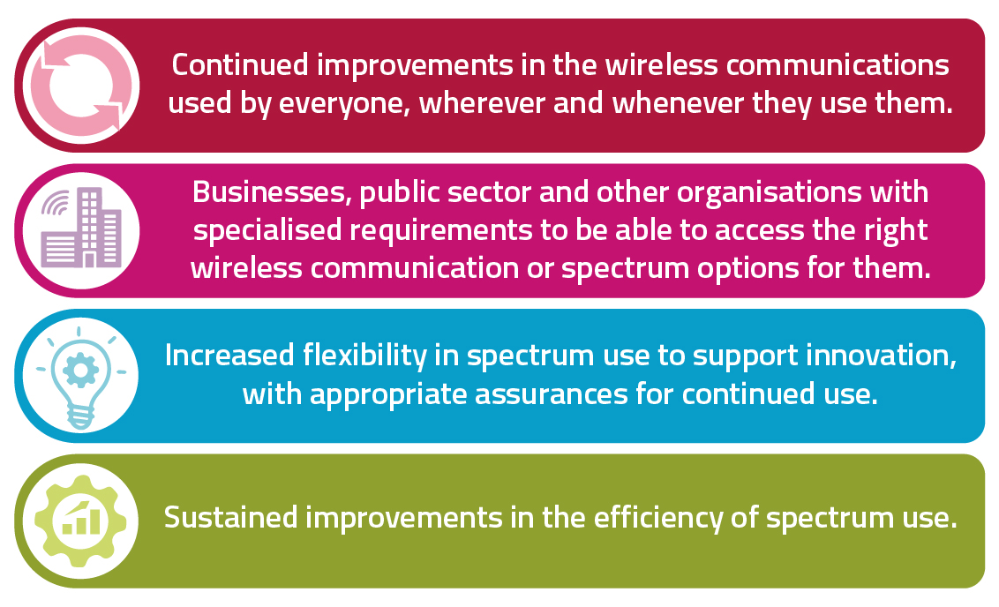 Continued improvements in the wireless communications
used by everyone, wherever and whenever they use them.
Businesses, public sector and other organisations with
specialised requirements to be able to access the right
wireless communication or spectrum options for them.
Increased flexibility in spectrum use to support innovation,
with appropriate assurances for continued use.
Sustained improvements in the efficiency of spectrum use.